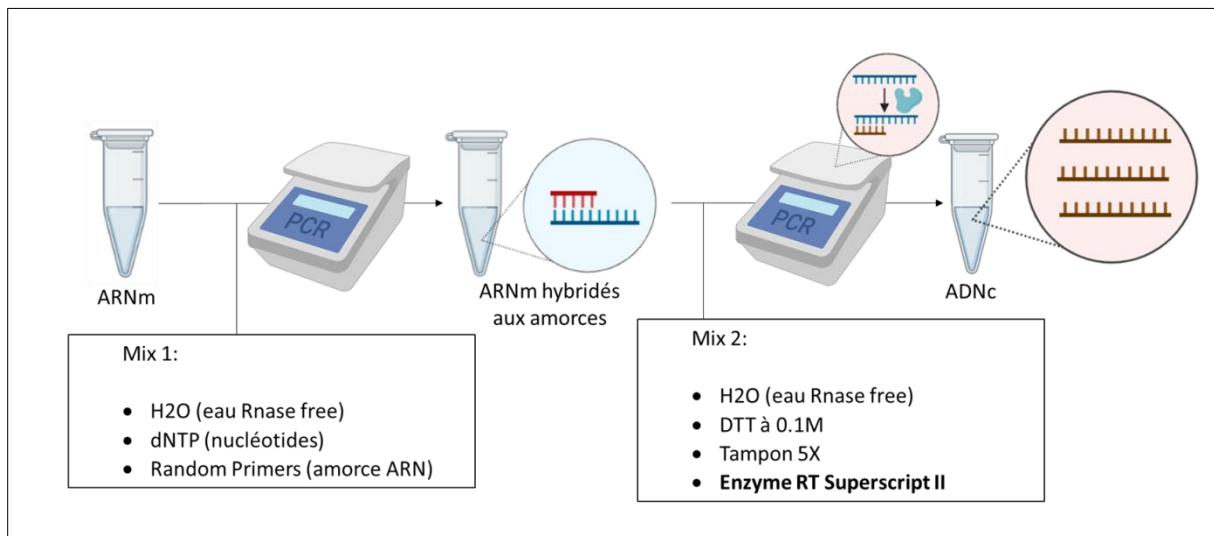 PCR
PCR
ARNm
ARNm hybridés
aux amorces
ADNc
Mix 1:
• H2O (eau Rnase free)
• dNTP (nucléotides)
• Random Primers (amorce ARN)
Mix 2:
• H2O (eau Rnase free)
• DTT à 0.1M
• Tampon 5X
• Enzyme RT Superscript II